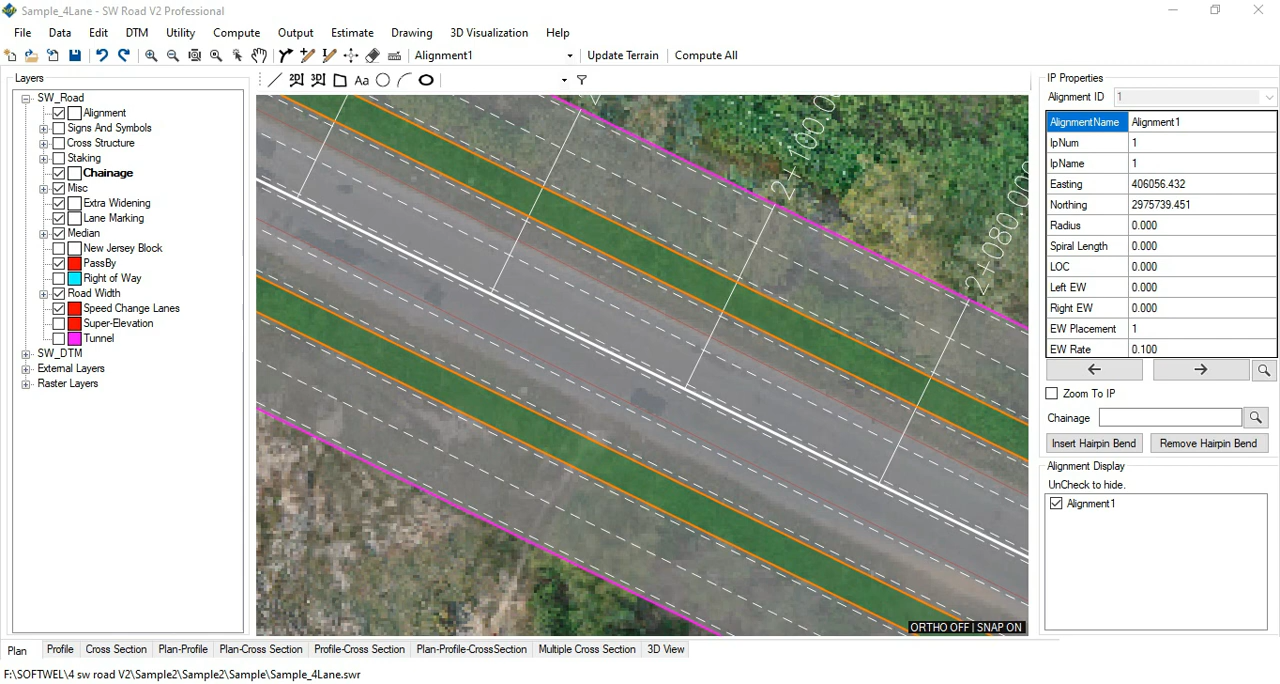 Sample_4Lane - SW Road V2 Professional
File Data Edit DTM Utility Compute Output Estimate Drawing 3D Visualization Help
Alignment1 Update Terrain Compute All
Layers
2D 3D Aa
SW_Road
Alignment
Signs And Symbols
Cross Structure
Staking
Chainage
Misc
Extra Widening
Lane Marking
Median
New Jersey Block
PassBy
Right of Way
Road Width
Speed Change Lanes
Super-Elevation
Tunnel
SW_DTM
External Layers
Raster Layers
2+100.00
2+080.000
ORTHO OFF | SNAP ON
IP Properties
Alignment ID 1
AlignmentName Alignment1
IpNum 1
IpName 1
Easting 406056.432
Northing 2975739.451
Radius 0.000
Spiral Length 0.000
LOC 0.000
Left EW 0.000
Right EW 0.000
EW Placement 1
EW Rate 0.100
Zoom To IP
Chainage
Insert Hairpin Bend Remove Hairpin Bend
Alignment Display
UnCheck to hide.
Alignment1
Plan Profile Cross Section Plan-Profile Plan-Cross Section Profile-Cross Section Plan-Profile-CrossSection Multiple Cross Section 3D View
F:\SOFTWEL\4 sw road V2\Sample2\Sample2\Sample\Sample_4Lane.swr